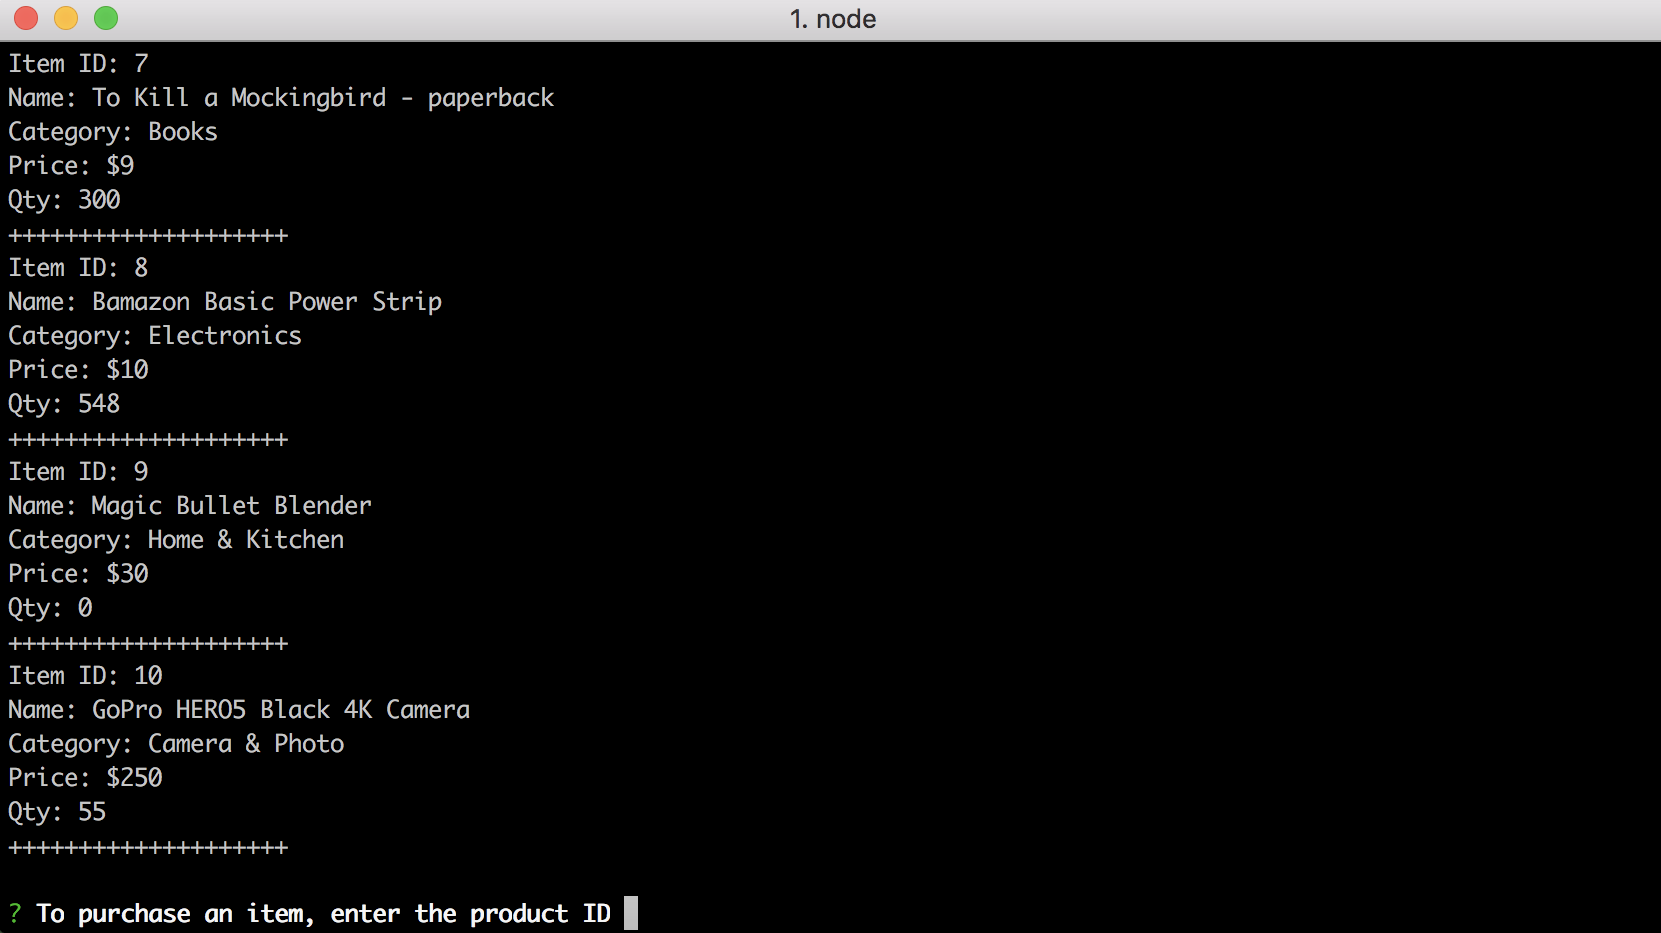 1. node
Item ID: 7
Name: To Kill a Mockingbird - paperback
Category: Books
Price: $9
Qty: 300
++++++++++++++++++++
Item ID: 8
Name: Bamazon Basic Power Strip
Category: Electronics
Price: $10
Qty: 548
++++++++++++++++++++
Item ID: 9
Name: Magic Bullet Blender
Category: Home & Kitchen
Price: $30
Qty: 0
++++++++++++++++++++
Item ID: 10
Name: GoPro HERO5 Black 4K Camera
Category: Camera & Photo
Price: $250
Qty: 55
++++++++++++++++++++
? To purchase an item, enter the product ID